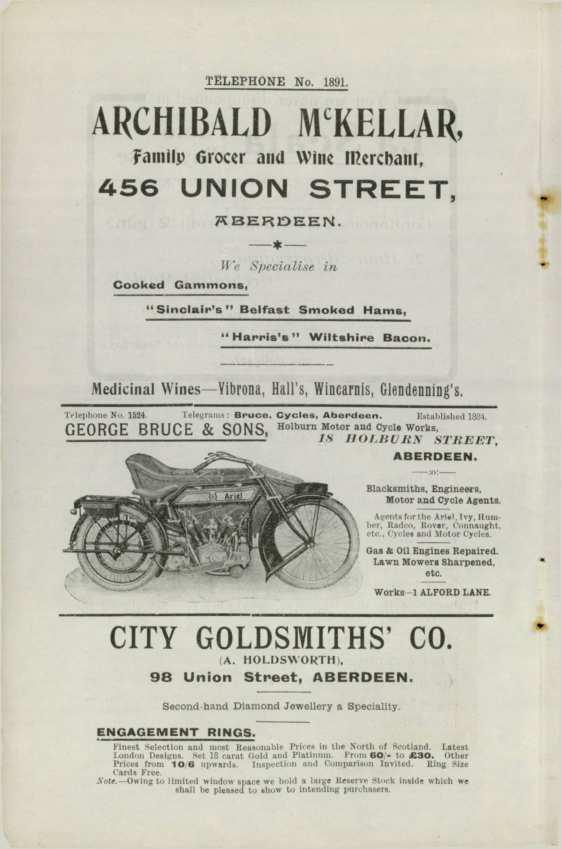 TELEPHONE No. 1891.
ARCHIBALD McKELLAR,
Family Grocer and Wine Merchant,
456 UNION STREET,
ABERDEEN.
We Specialise in
Cooked Gammons,
"Sinclair's" Belfast Smoked Hams,
"Harris's" Wiltshire Bacon.
Medicinal Wines—Vibrona, Hall's, Wincarnis, Glendenning's.
Telephone No. 1524. Telegrams: Bruce, Cycles, Aberdeen. Established 1884.
GEORGE BRUCE & SONS, Holburn Motor and Cycle Works,
18 HOLBURN STREET,
ABERDEEN.
Blacksmiths, Engineers,
Motor and Cycle Agents.
Agents for the Ariel, Ivy, Hum-
ber, Radco, Rover, Connaught,
etc., Cycles and Motor Cycles.
Gas & Oil Engines Repaired.
Lawn Mowers Sharpened,
etc.
Works—1 ALFORD LANE.
Ariel
CITY GOLDSMITHS' CO.
(A. HOLDSWORTH),
98 Union Street, ABERDEEN.
Second-hand Diamond Jewellery a Speciality.
ENGAGEMENT RINGS.
Finest Selection and most Reasonable Prices in the North of Scotland. Latest
London Designs. Set 18 carat Gold and Platinum. From 60/- to £30. Other
Prices from 10/6 upwards. Inspection and Comparison Invited. Ring Size
Cards Free.
Note.—Owing to limited window space we hold a large Reserve Stock inside which we
shall be pleased to show to intending purchasers.